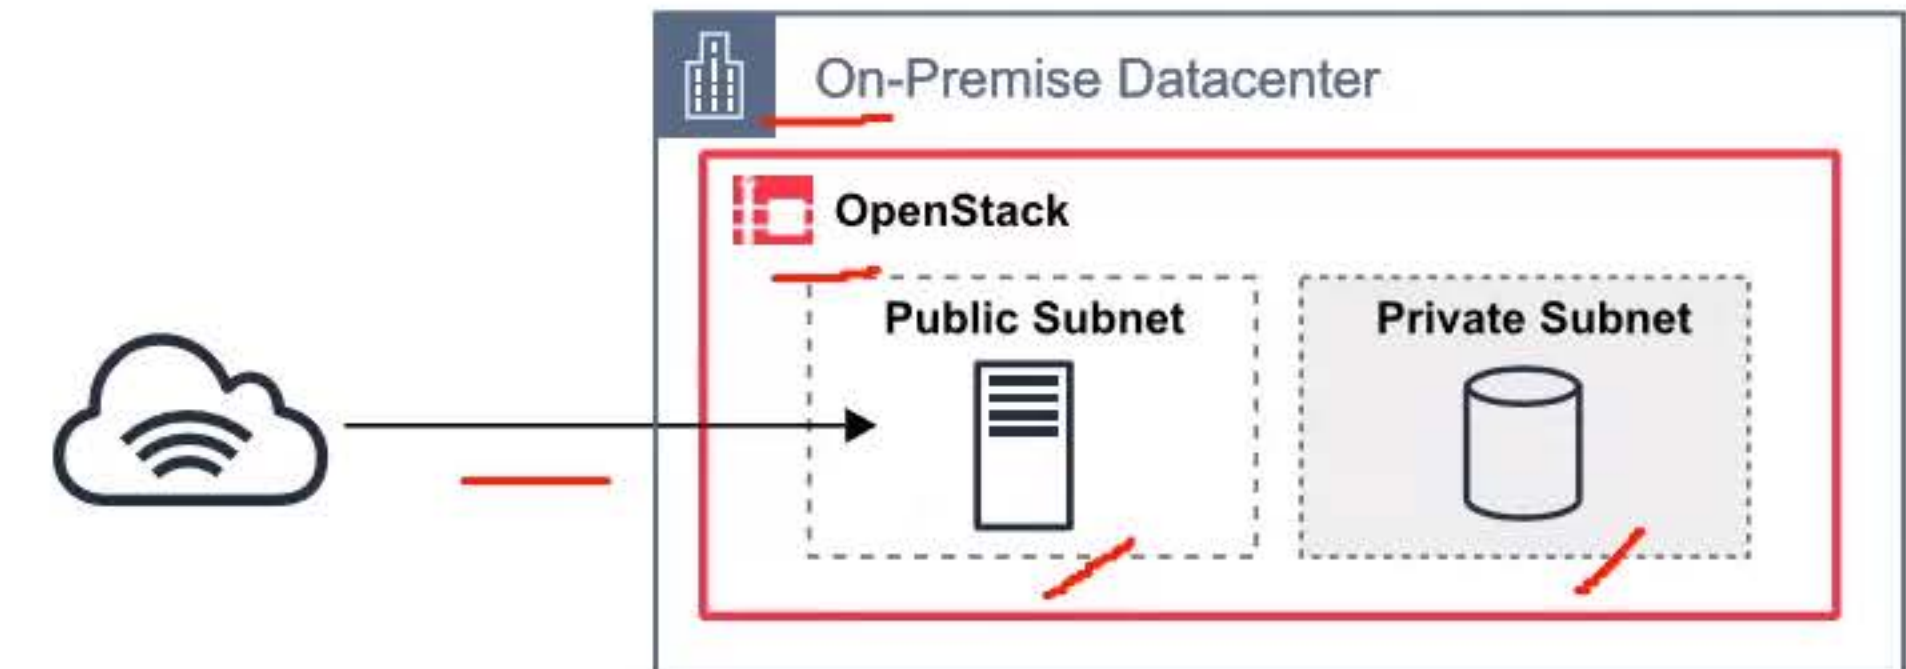 On-Premise Datacenter
OpenStack
Public Subnet
Private Subnet